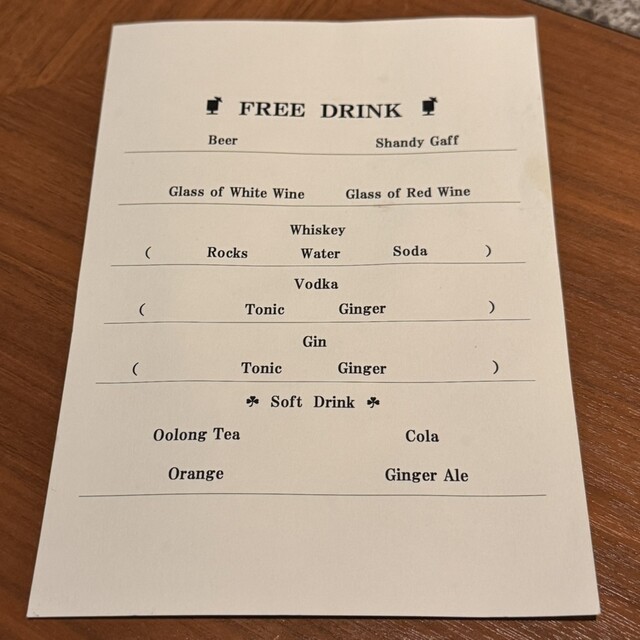 FREE DRINK
Beer Shandy Gaff
Glass of White Wine Glass of Red Wine
Whiskey
( Rocks Water Soda )
Vodka
( Tonic Ginger )
Gin
( Tonic Ginger )
☘ Soft Drink ☘
Oolong Tea Cola
Orange Ginger Ale